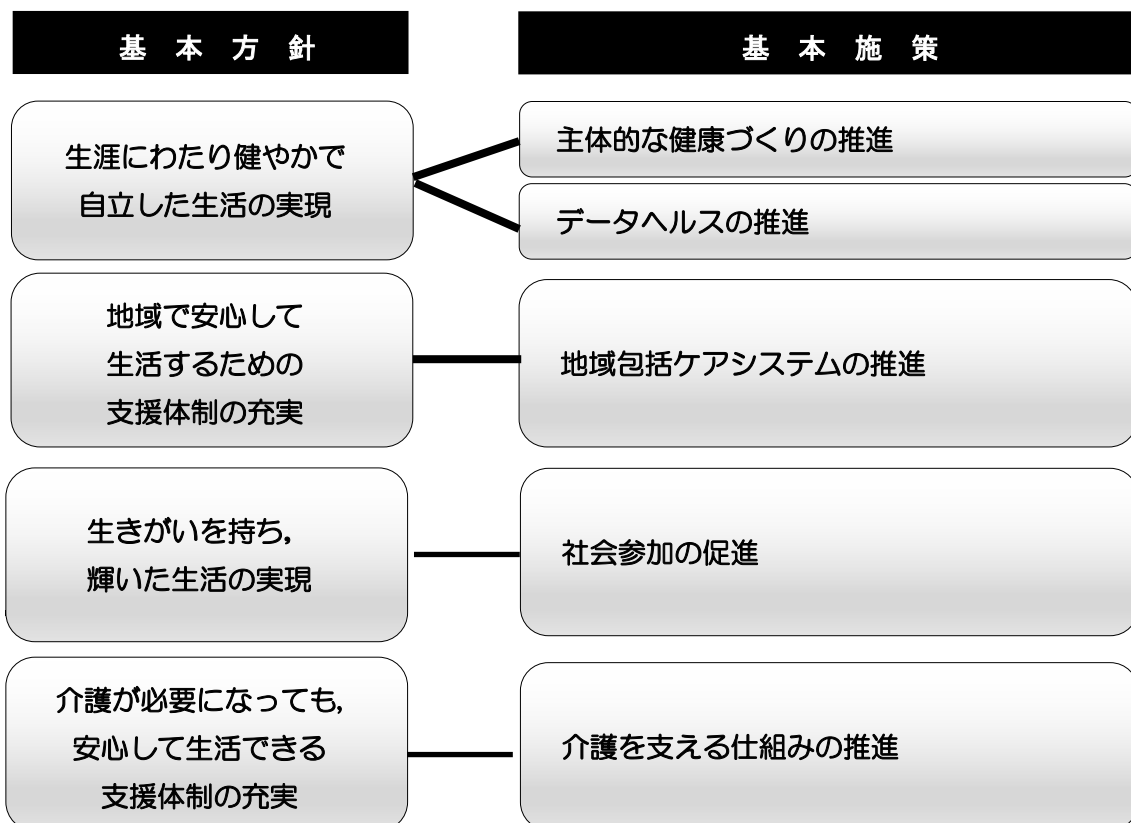 基本方針
基本施策
生涯にわたり健やかで
自立した生活の実現
主体的な健康づくりの推進
データヘルスの推進
地域で安心して
生活するための
支援体制の充実
地域包括ケアシステムの推進
生きがいを持ち,
輝いた生活の実現
社会参加の促進
介護が必要になっても,
安心して生活できる
支援体制の充実
介護を支える仕組みの推進